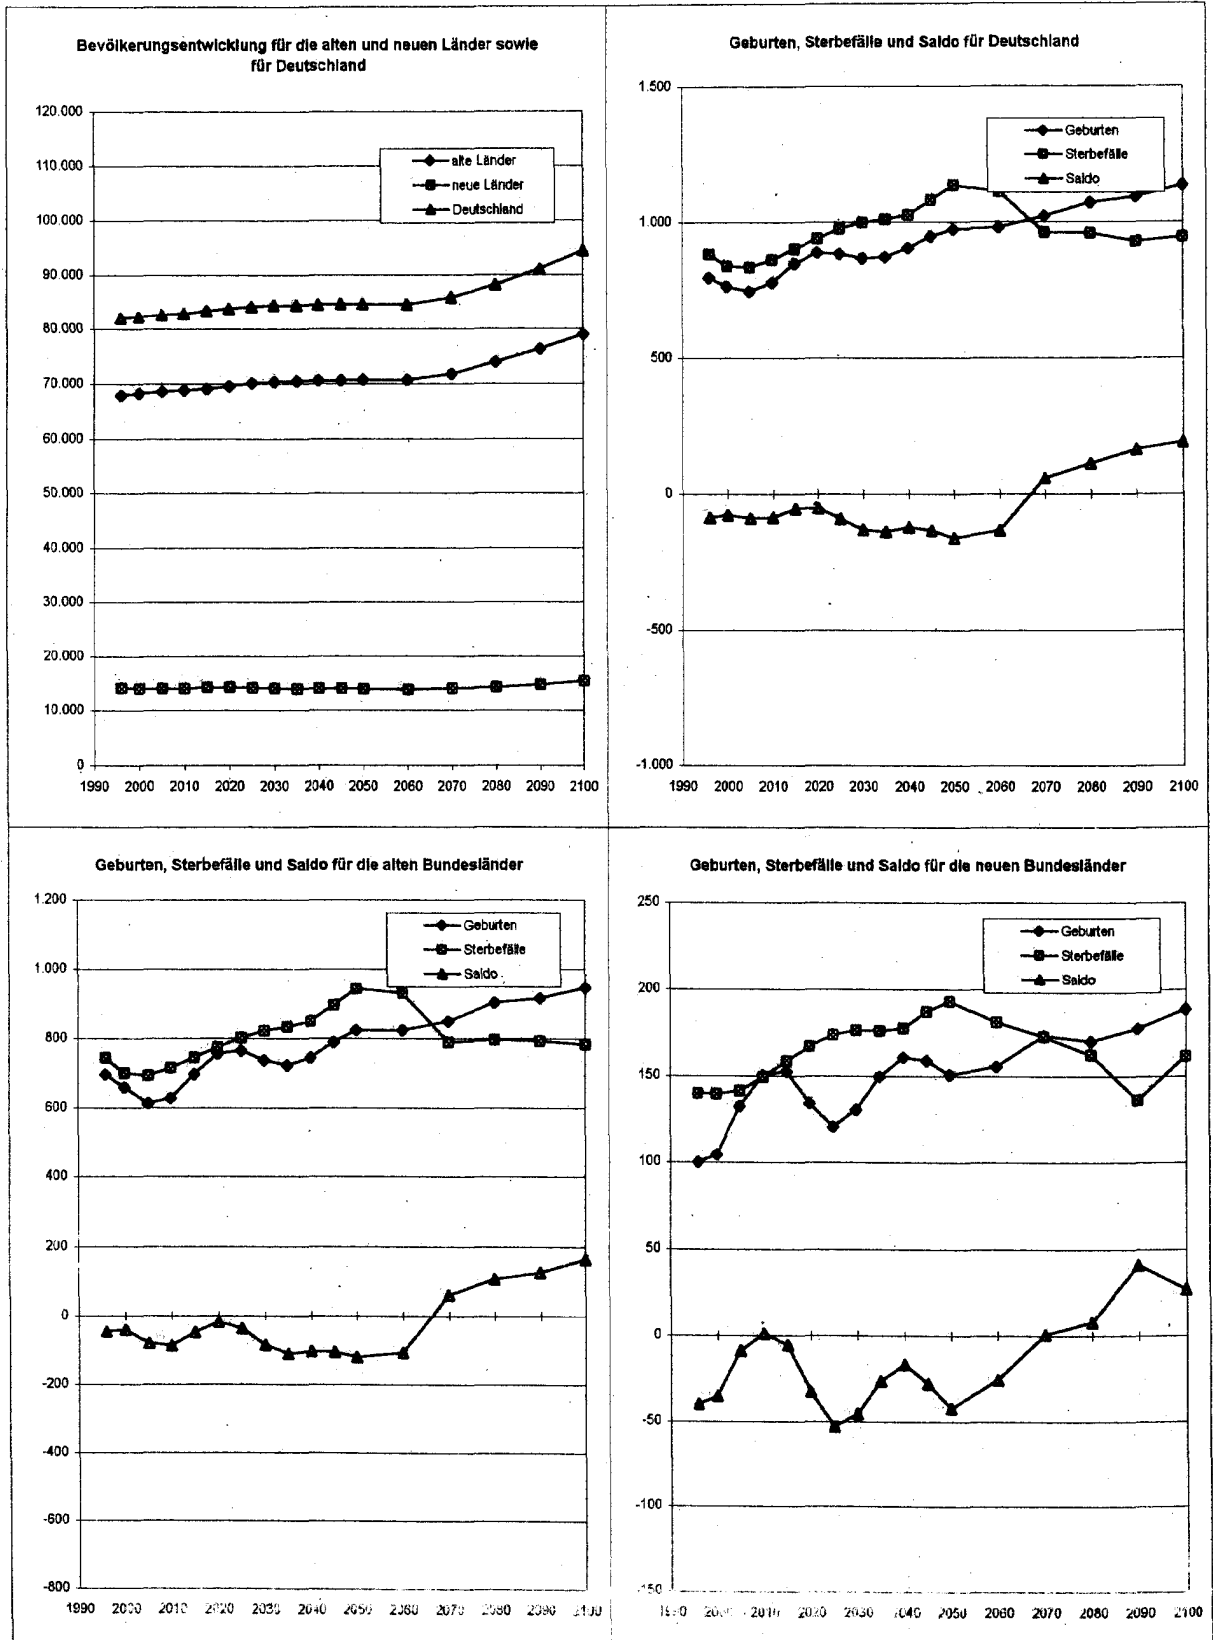 Bevölkerungsentwicklung für die alten und neuen Länder sowie
für Deutschland
120.000
110.000
100.000
90.000
80.000
70.000
60.000
50.000
40.000
30.000
20.000
10.000
0
alte Länder
neue Länder
Deutschland
1990 2000 2010 2020 2030 2040 2050 2060 2070 2080 2090 2100
Geburten, Sterbefälle und Saldo für Deutschland
1.500
1.000
500
0
-500
-1.000
Geburten
Sterbefälle
Saldo
1990 2000 2010 2020 2030 2040 2050 2060 2070 2080 2090 2100
Geburten, Sterbefälle und Saldo für die alten Bundesländer
1.200
1.000
800
600
400
200
0
-200
-400
-600
-800
Geburten
Sterbefälle
Saldo
1990 2000 2010 2020 2030 2040 2050 2060 2070 2080 2090 2100
Geburten, Sterbefälle und Saldo für die neuen Bundesländer
250
200
150
100
50
0
-50
-100
-150
Geburten
Sterbefälle
Saldo
2000 2010 2020 2030 2040 2050 2060 2070 2080 2090 2100